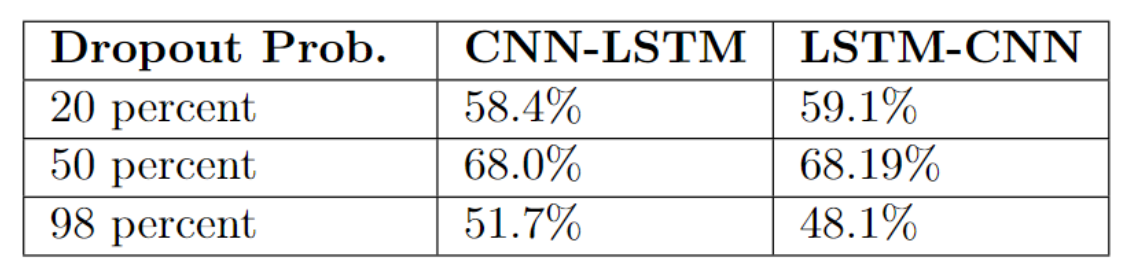 Dropout Prob. CNN-LSTM LSTM-CNN
20 percent 58.4% 59.1%
50 percent 68.0% 68.19%
98 percent 51.7% 48.1%